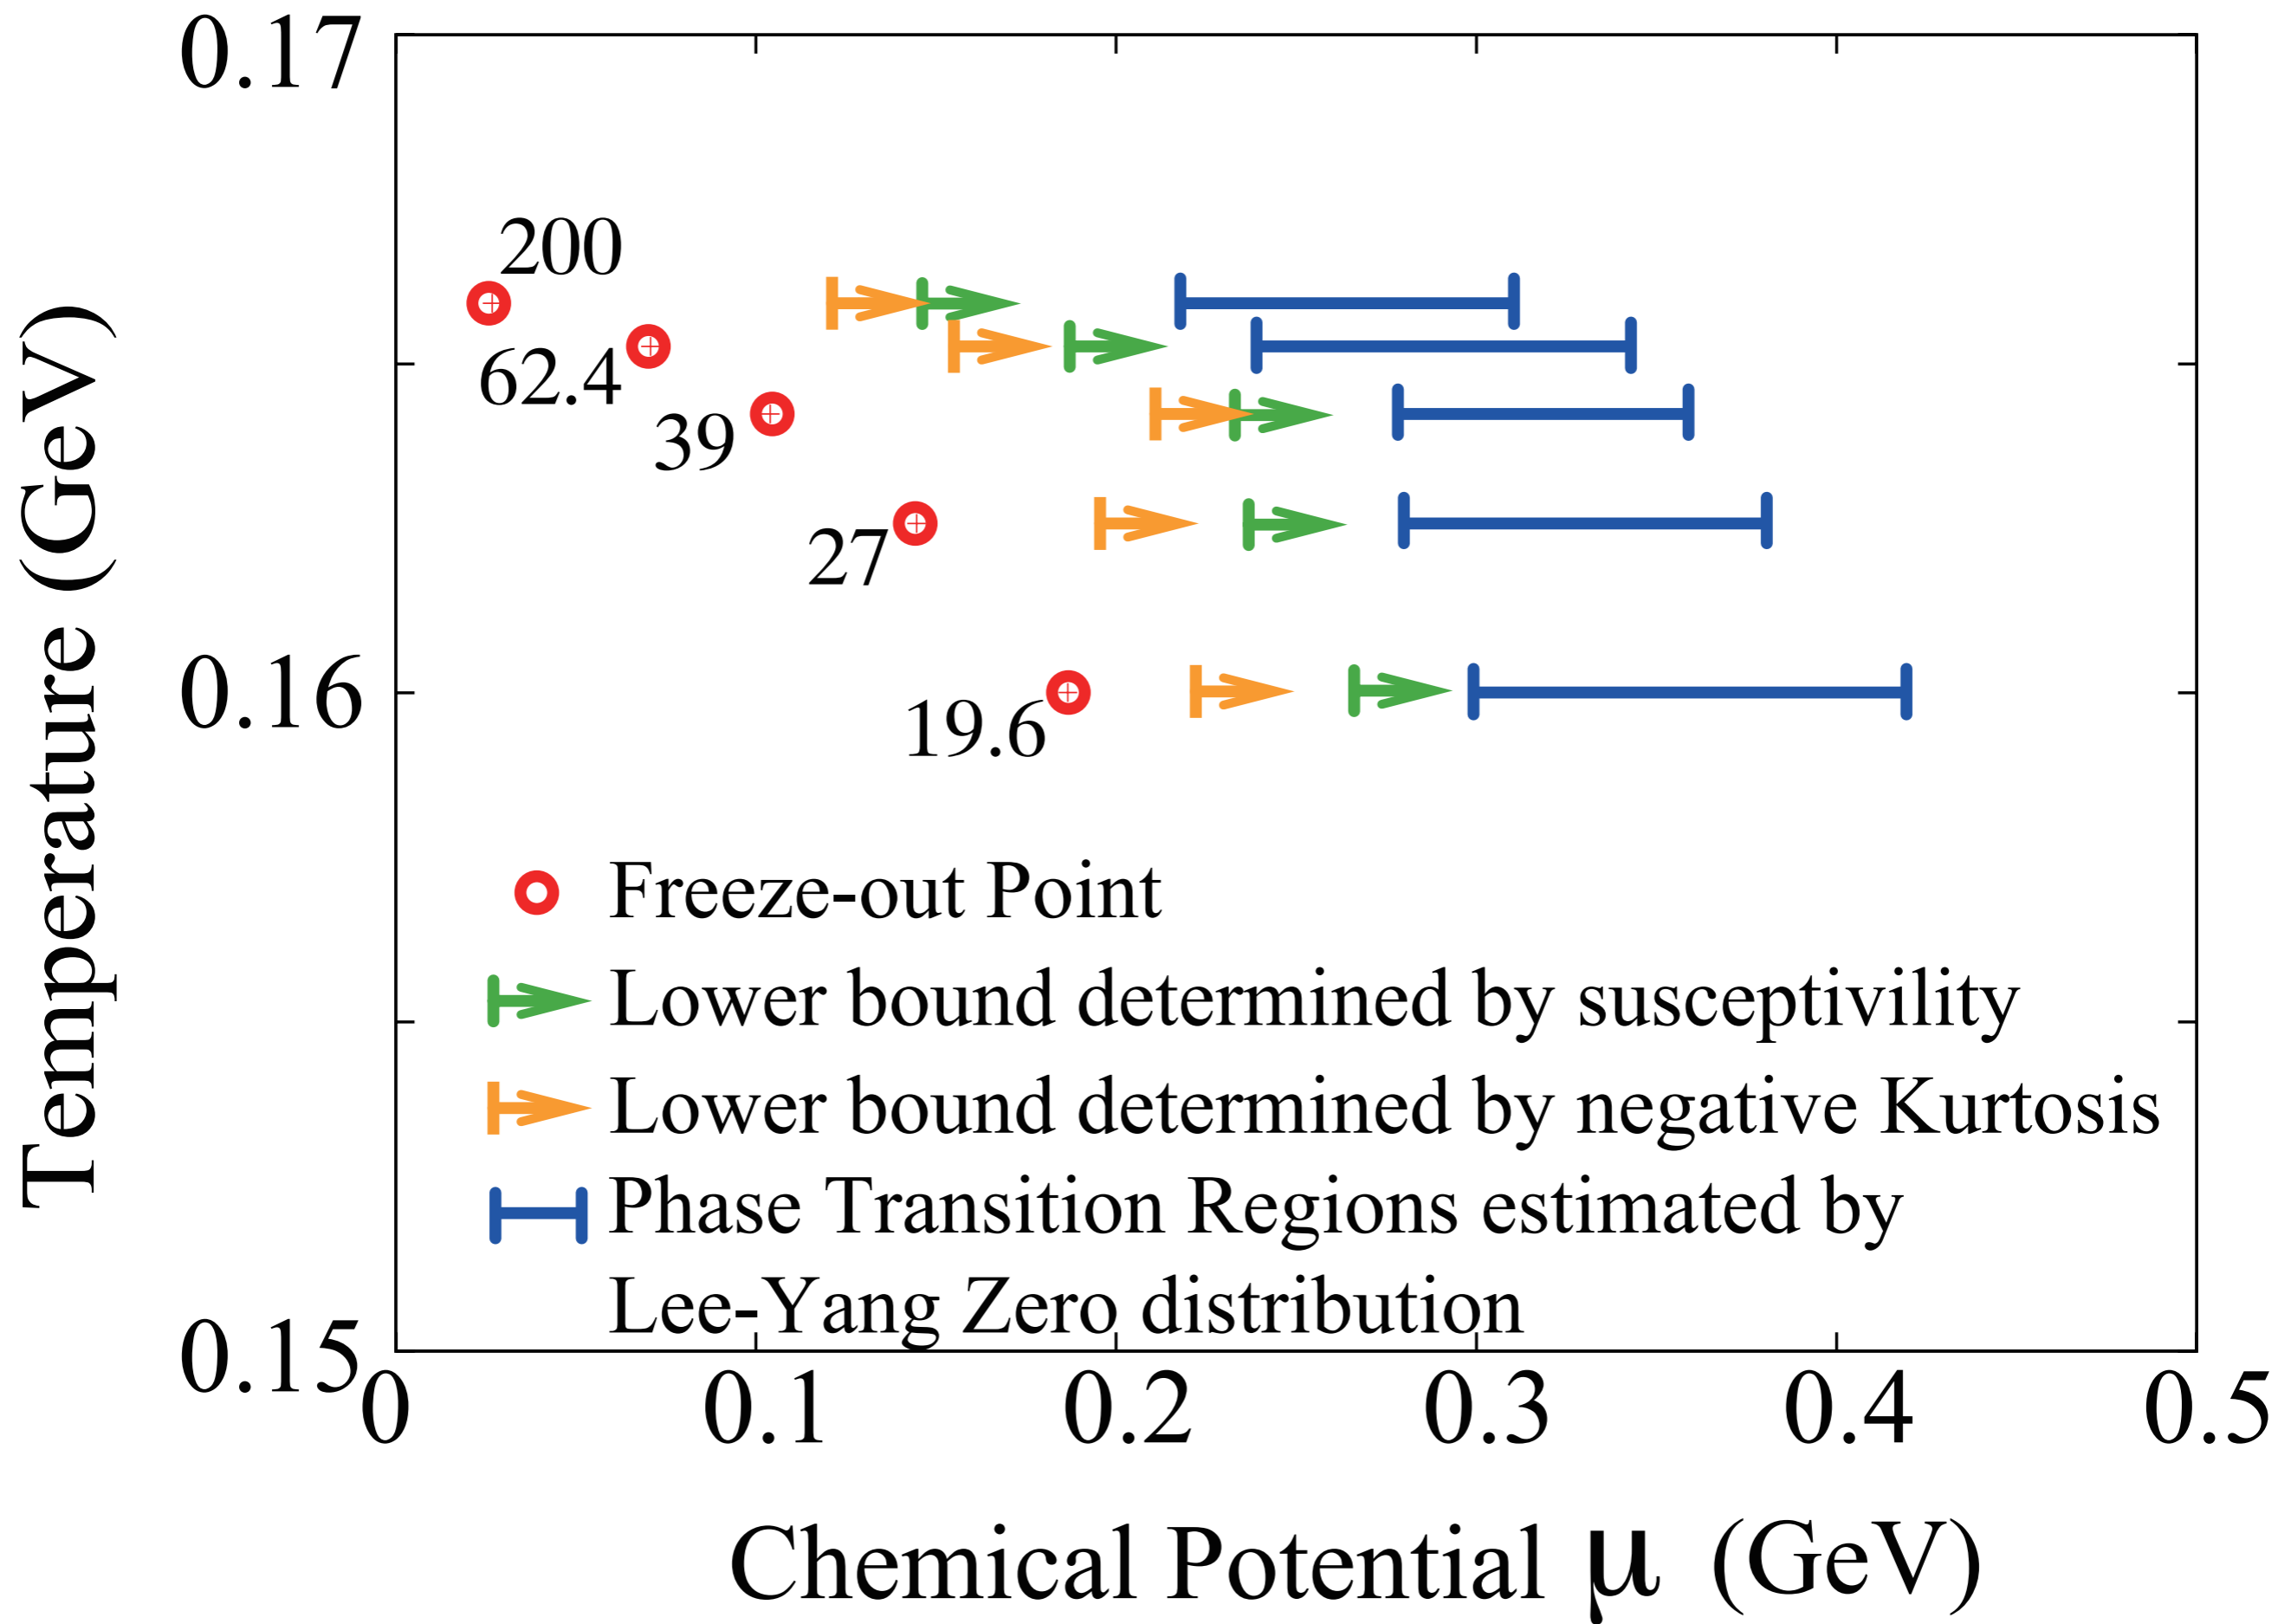 0.17
200
62.4
39
27
0.16
19.6
Temperature (GeV)
Freeze-out Point
Lower bound determined by susceptivility
Lower bound determined by negative Kurtosis
Phase Transition Regions estimated by
Lee-Yang Zero distribution
0.15
0 0.1 0.2 0.3 0.4 0.5
Chemical Potential μ (GeV)